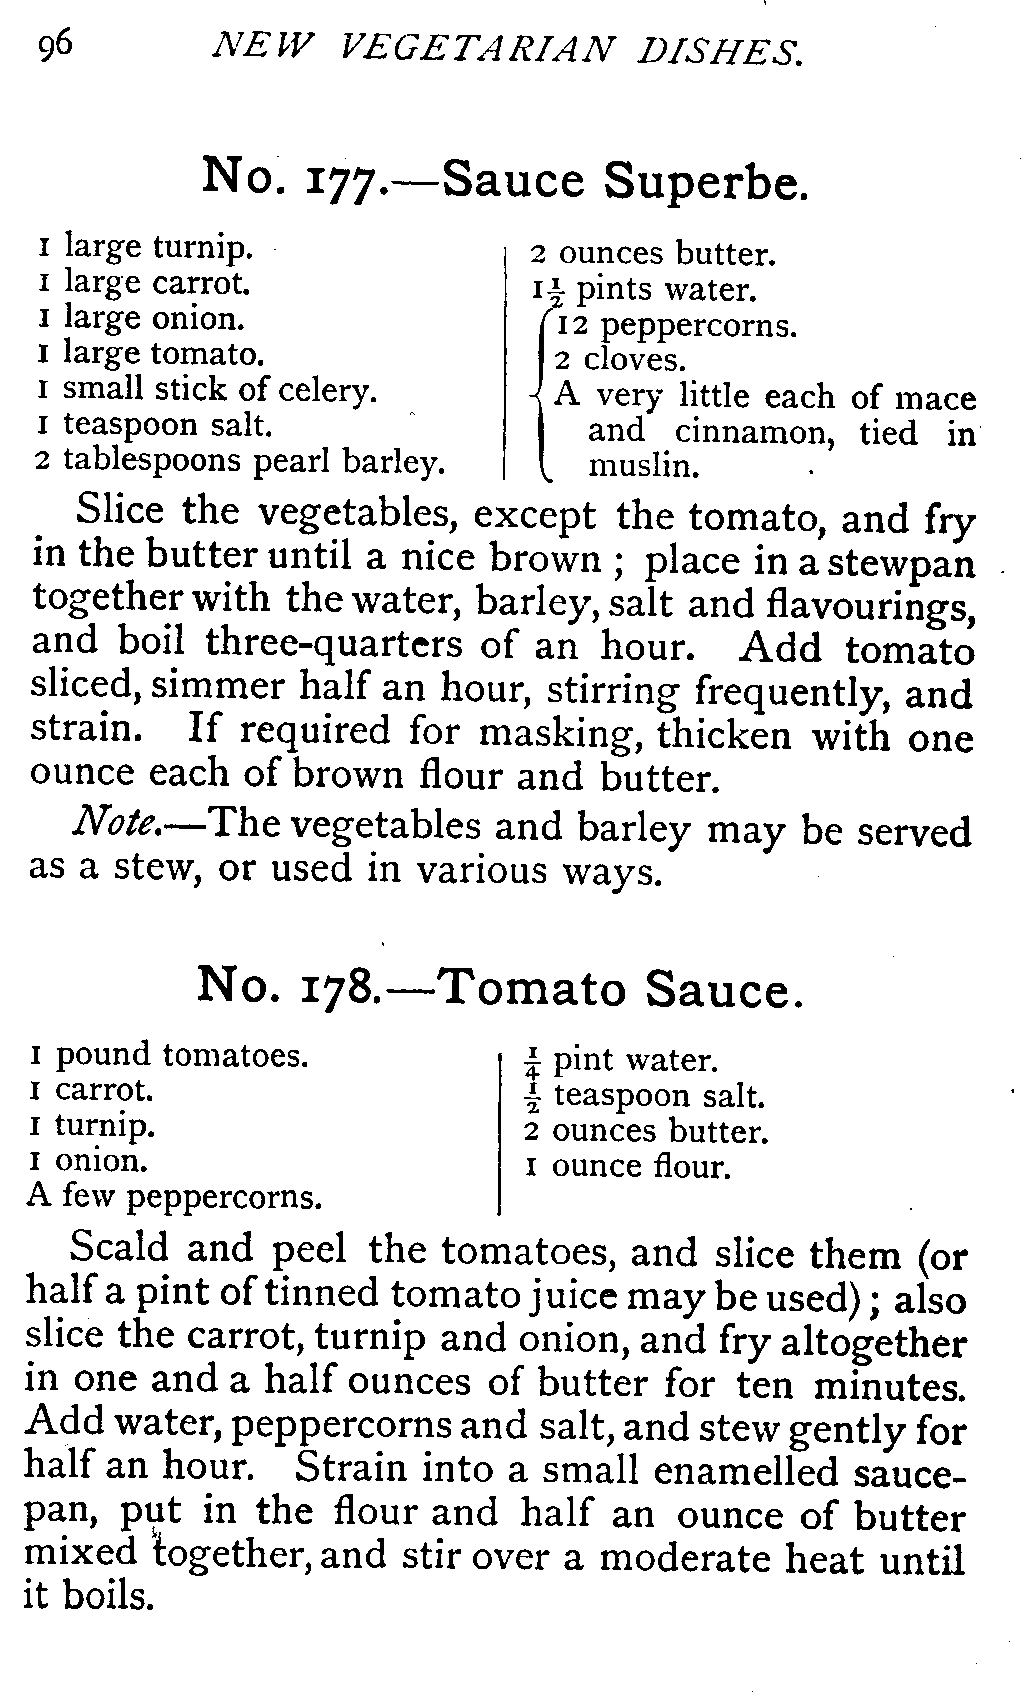 96 NEW VEGETARIAN DISHES.
No. 177.—Sauce Superbe.
1 large turnip.
1 large carrot.
1 large onion.
1 large tomato.
1 small stick of celery.
1 teaspoon salt.
2 tablespoons pearl barley.
2 ounces butter.
1½ pints water.
12 peppercorns.
2 cloves.
A very little each of mace
and cinnamon, tied in
muslin.
Slice the vegetables, except the tomato, and fry
in the butter until a nice brown ; place in a stewpan
together with the water, barley, salt and flavourings,
and boil three-quarters of an hour. Add tomato
sliced, simmer half an hour, stirring frequently, and
strain. If required for masking, thicken with one
ounce each of brown flour and butter.
Note.—The vegetables and barley may be served
as a stew, or used in various ways.
No. 178.—Tomato Sauce.
1 pound tomatoes.
1 carrot.
1 turnip.
1 onion.
A few peppercorns.
¼ pint water.
½ teaspoon salt.
2 ounces butter.
1 ounce flour.
Scald and peel the tomatoes, and slice them (or
half a pint of tinned tomato juice may be used) ; also
slice the carrot, turnip and onion, and fry altogether
in one and a half ounces of butter for ten minutes.
Add water, peppercorns and salt, and stew gently for
half an hour. Strain into a small enamelled sauce-
pan, put in the flour and half an ounce of butter
mixed together, and stir over a moderate heat until
it boils.